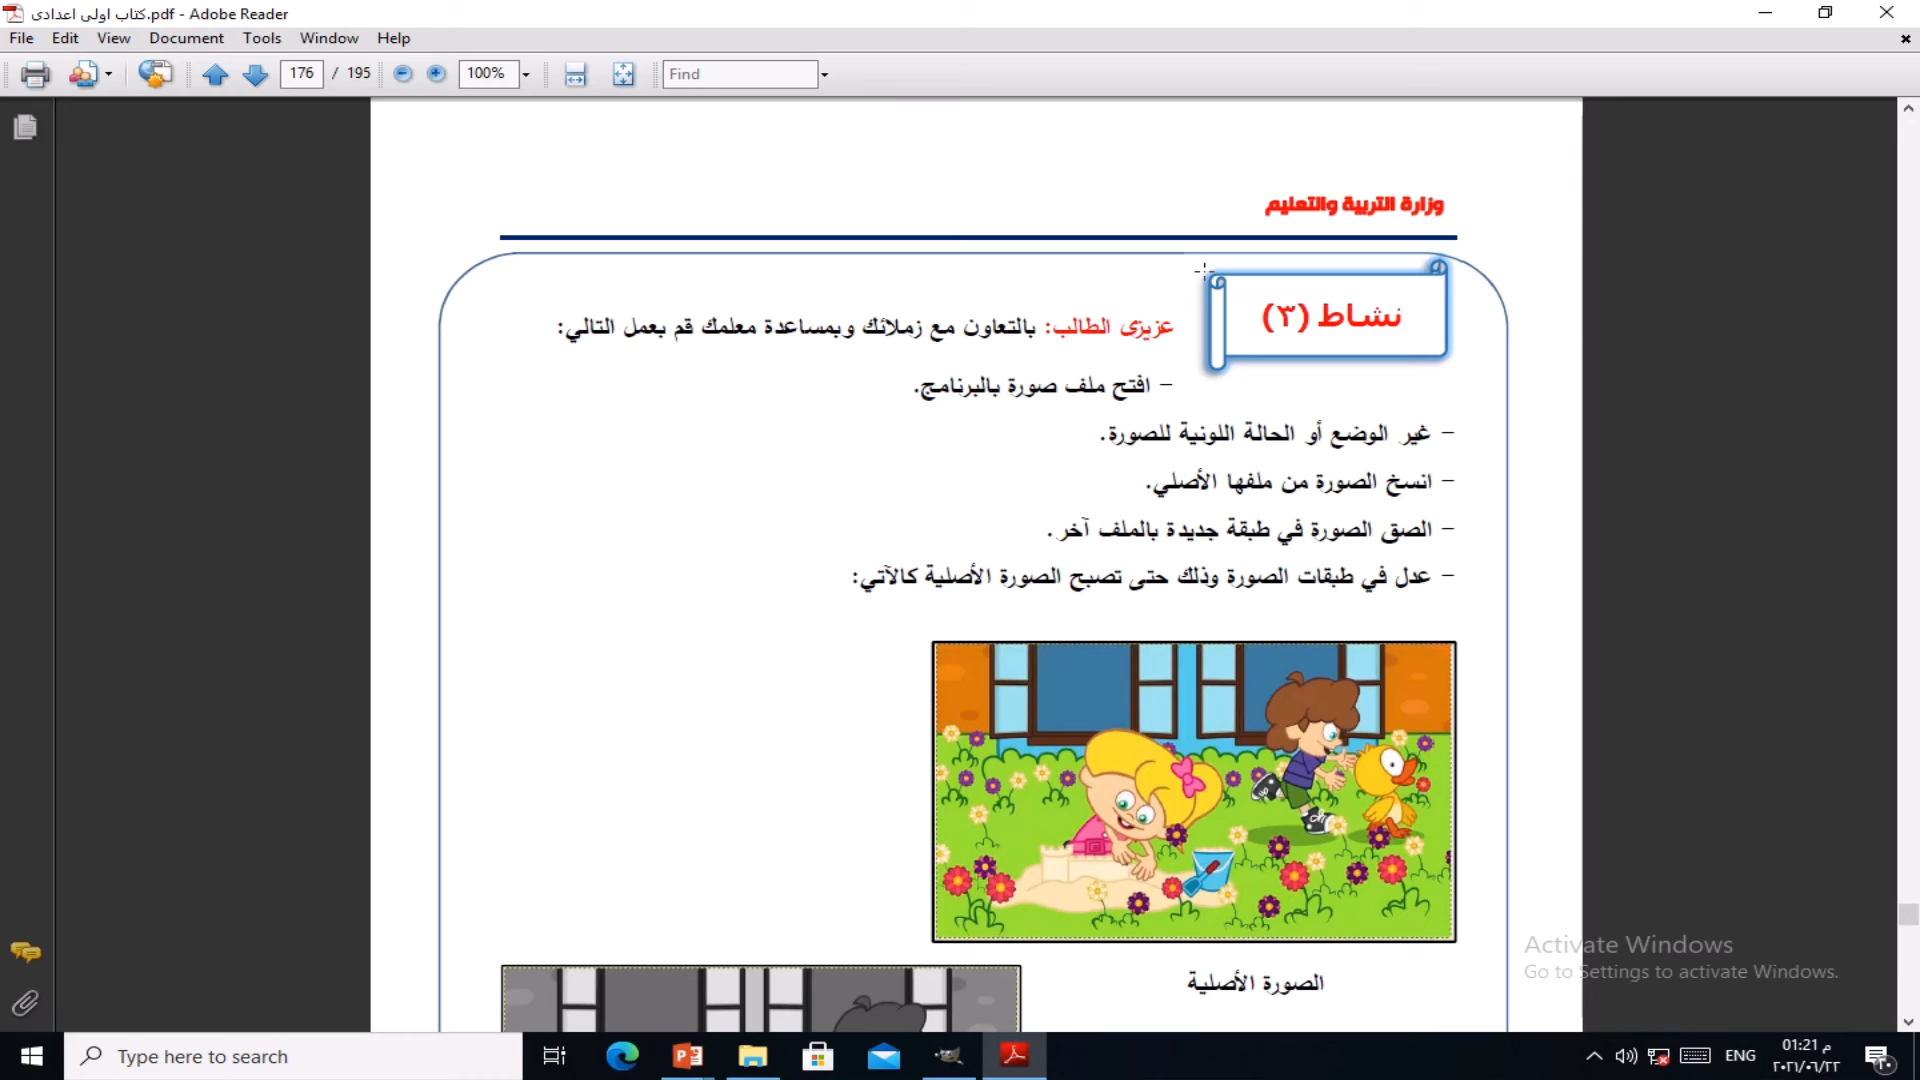 كتاب اولى اعدادى.pdf - Adobe Reader
File Edit View Document Tools Window Help
176 / 195 100% Find
وزارة التربية والتعليم
نشاط (٣)
عزيزى الطالب: بالتعاون مع زملائك وبمساعدة معلمك قم بعمل التالي:
– افتح ملف صورة بالبرنامج.
– غير الوضع أو الحالة اللونية للصورة.
– انسخ الصورة من ملفها الأصلي.
– الصق الصورة في طبقة جديدة بالملف آخر.
– عدل في طبقات الصورة وذلك حتى تصبح الصورة الأصلية كالآتي:
الصورة الأصلية
Activate Windows
Go to Settings to activate Windows.
Type here to search
ENG
01:21 م
٢٠٢١/٠٦/٢٢